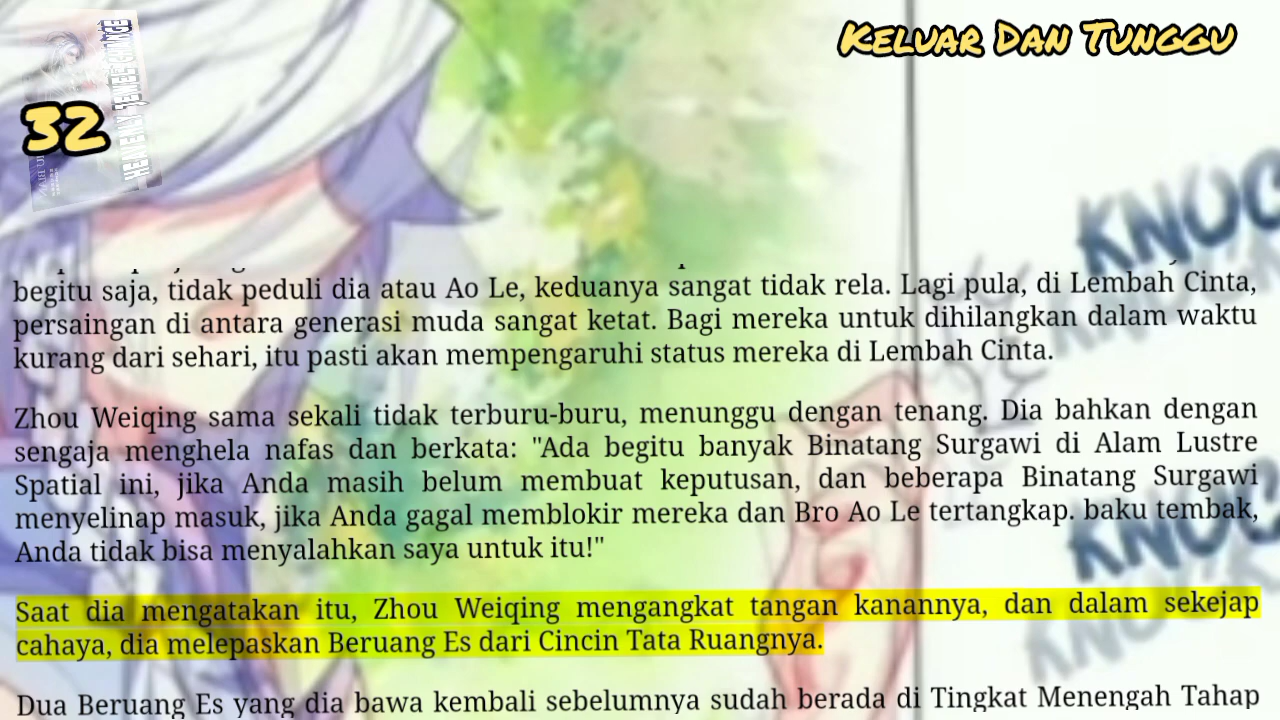 Keluar Dan Tunggu
32
HEAVENLY JEWEL CHANGE
KNOC
begitu saja, tidak peduli dia atau Ao Le, keduanya sangat tidak rela. Lagi pula, di Lembah Cinta,
persaingan di antara generasi muda sangat ketat. Bagi mereka untuk dihilangkan dalam waktu
kurang dari sehari, itu pasti akan mempengaruhi status mereka di Lembah Cinta.
Zhou Weiqing sama sekali tidak terburu-buru, menunggu dengan tenang. Dia bahkan dengan
sengaja menghela nafas dan berkata: "Ada begitu banyak Binatang Surgawi di Alam Lustre
Spatial ini, jika Anda masih belum membuat keputusan, dan beberapa Binatang Surgawi
menyelinap masuk, jika Anda gagal memblokir mereka dan Bro Ao Le tertangkap. baku tembak,
Anda tidak bisa menyalahkan saya untuk itu!"
KNOC
Saat dia mengatakan itu, Zhou Weiqing mengangkat tangan kanannya, dan dalam sekejap
cahaya, dia melepaskan Beruang Es dari Cincin Tata Ruangnya.
Dua Beruang Es yang dia bawa kembali sebelumnya sudah berada di Tingkat Menengah Tahap